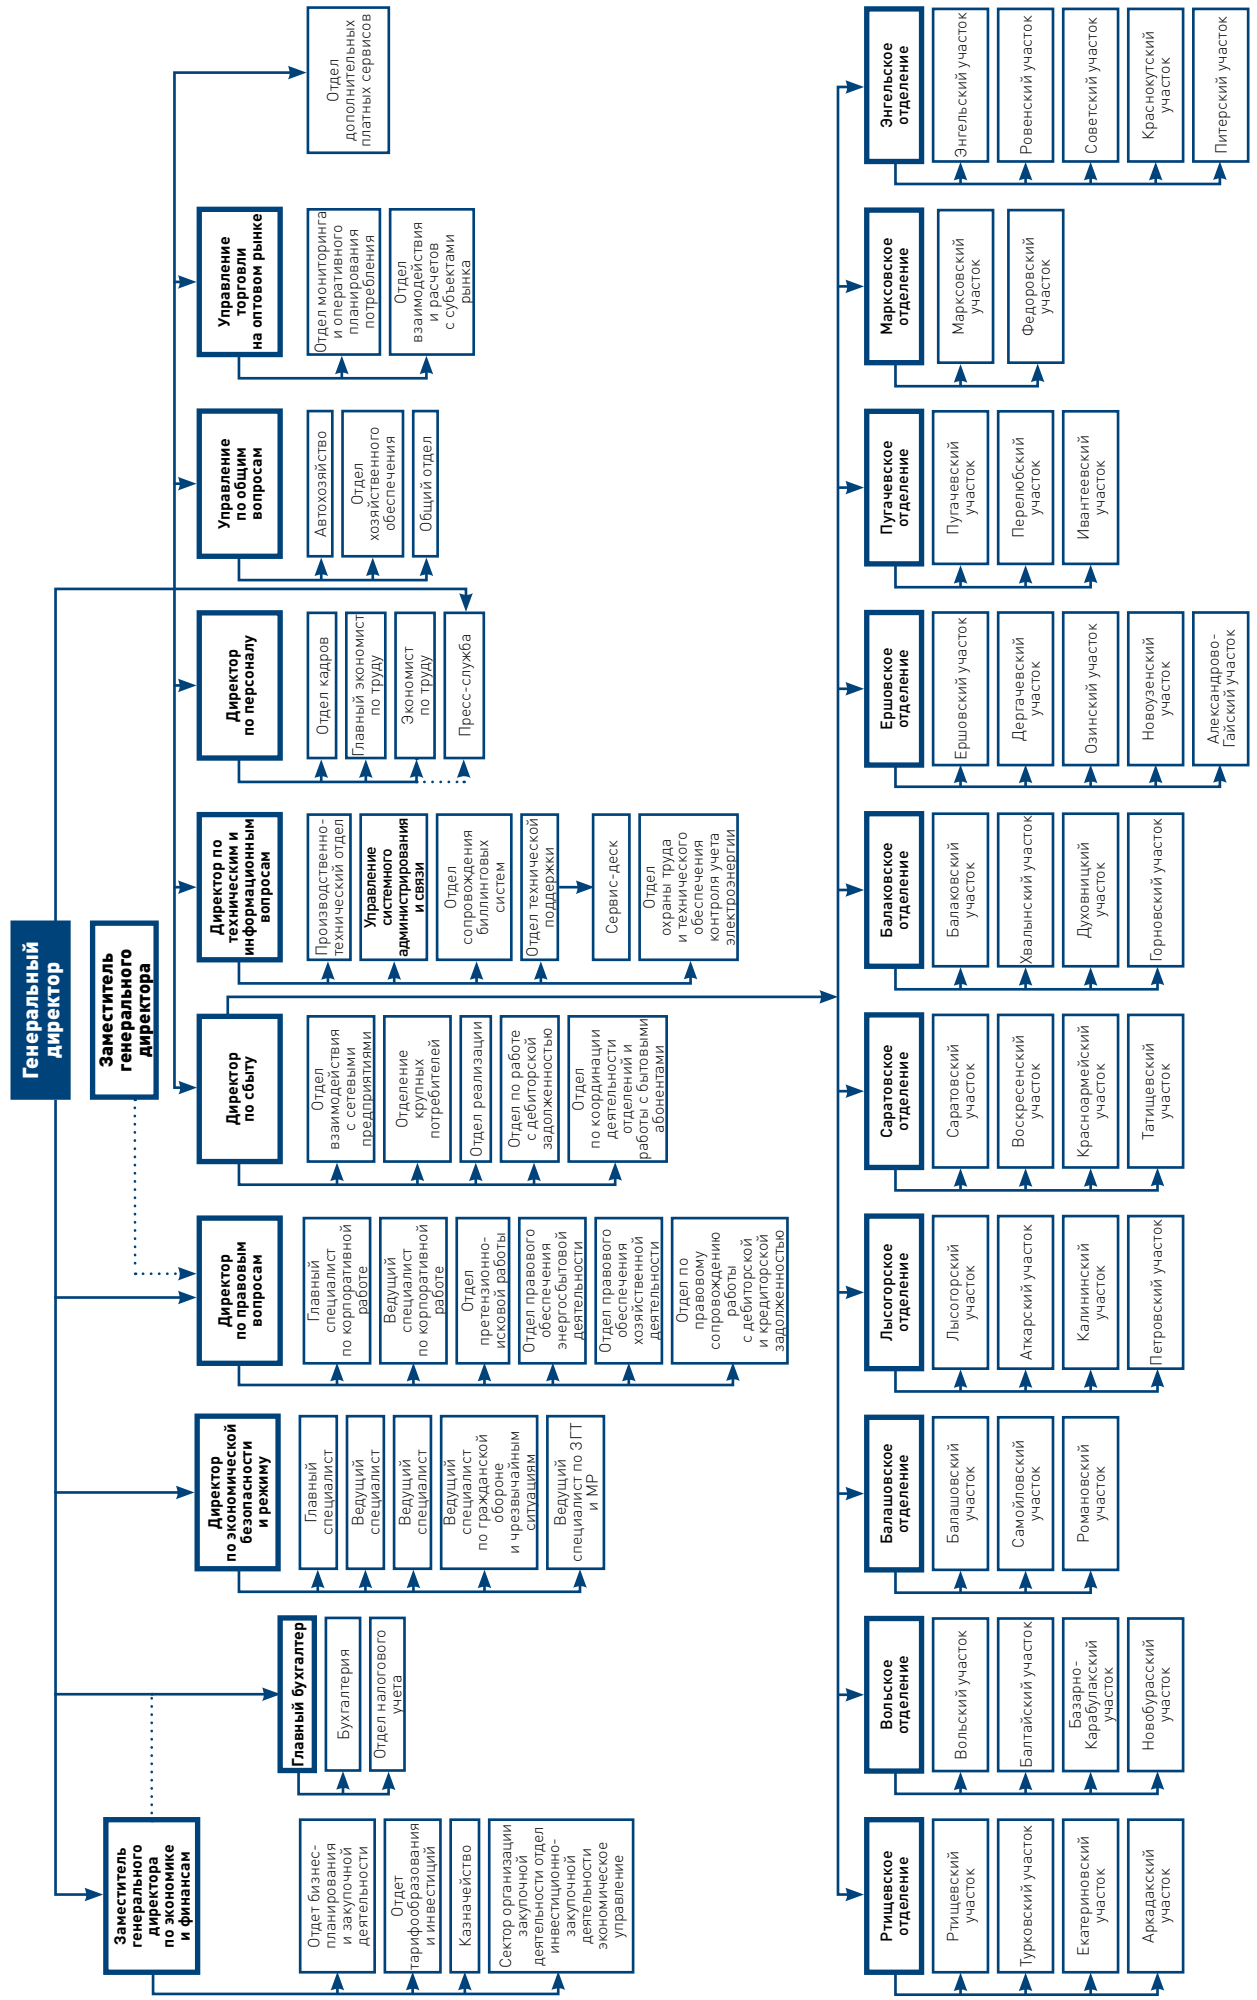 Генеральный
директор
Заместитель
генерального
директора
Заместитель
генерального
директора
по экономике
и финансам
Отдет бизнес-
планирования
и закупочной
деятельности
Отдет
тарифообразования
и инвестиций
Казначейство
Сектор организации
закупочной
деятельности отдел
инвестиционно-
закупочной
деятельности
экономическое
управление
Главный бухгалтер
Бухгалтерия
Отдел налогового
учета
Директор
по экономической
безопасности
и режиму
Главный
специалист
Ведущий
специалист
Ведущий
специалист
Ведущий
специалист
по гражданской
обороне
и чрезвычайным
ситуациям
Ведущий
специалист по ЗГТ
и МР
Директор
по правовым
вопросам
Главный
специалист
по корпоративной
работе
Ведущий
специалист
по корпоративной
работе
Отдел
претензионно-
исковой работы
Отдел правового
обеспечения
энергосбытовой
деятельности
Отдел правового
обеспечения
хозяйственной
деятельности
Отдел по
правовому
сопровождению
работы
с дебиторской
и кредиторской
задолженностью
Директор
по сбыту
Отдел
взаимодействия
с сетевыми
предприятиями
Отделение
крупных
потребителей
Отдел реализации
Отдел по работе
с дебиторской
задолженностью
Отдел
по координации
деятельности
отделений и
работы с бытовыми
абонентами
Директор по
техническим и
информационным
вопросам
Производственно-
технический отдел
Управление
системного
администрирования
и связи
Отдел
сопровождения
биллинговых
систем
Отдел технической
поддержки
Сервис-деск
Отдел
охраны труда
и технического
обеспечения
контроля учета
электроэнергии
Директор
по персоналу
Отдел кадров
Главный экономист
по труду
Экономист
по труду
Пресс-служба
Управление
по общим
вопросам
Автохозяйство
Отдел
хозяйственного
обеспечения
Общий отдел
Управление
торговли
на оптовом рынке
Отдел мониторинга
и оперативного
планирования
потребления
Отдел
взаимодействия
и расчетов
с субъектами
рынка
Отдел
дополнительных
платных сервисов
Ртищевское
отделение
Ртищевский
участок
Турковский участок
Екатериновский
участок
Аркадакский
участок
Вольское
отделение
Вольский участок
Балтайский участок
Базарно-
Карабулакский
участок
Новобурасский
участок
Балашовское
отделение
Балашовский
участок
Самойловский
участок
Романовский
участок
Лысогорское
отделение
Лысогорский
участок
Аткарский участок
Калининский
участок
Петровский участок
Саратовское
отделение
Саратовский
участок
Воскресенский
участок
Красноармейский
участок
Татищевский
участок
Балаковское
отделение
Балаковский
участок
Хвалынский участок
Духовницкий
участок
Горновский участок
Ершовское
отделение
Ершовский участок
Дергачевский
участок
Озинский участок
Новоузенский
участок
Александрово-
Гайский участок
Пугачевское
отделение
Пугачевский
участок
Перелюбский
участок
Ивантеевский
участок
Марксовское
отделение
Марксовский
участок
Федоровский
участок
Энгельское
отделение
Энгельский участок
Ровенский участок
Советский участок
Краснокутский
участок
Питерский участок